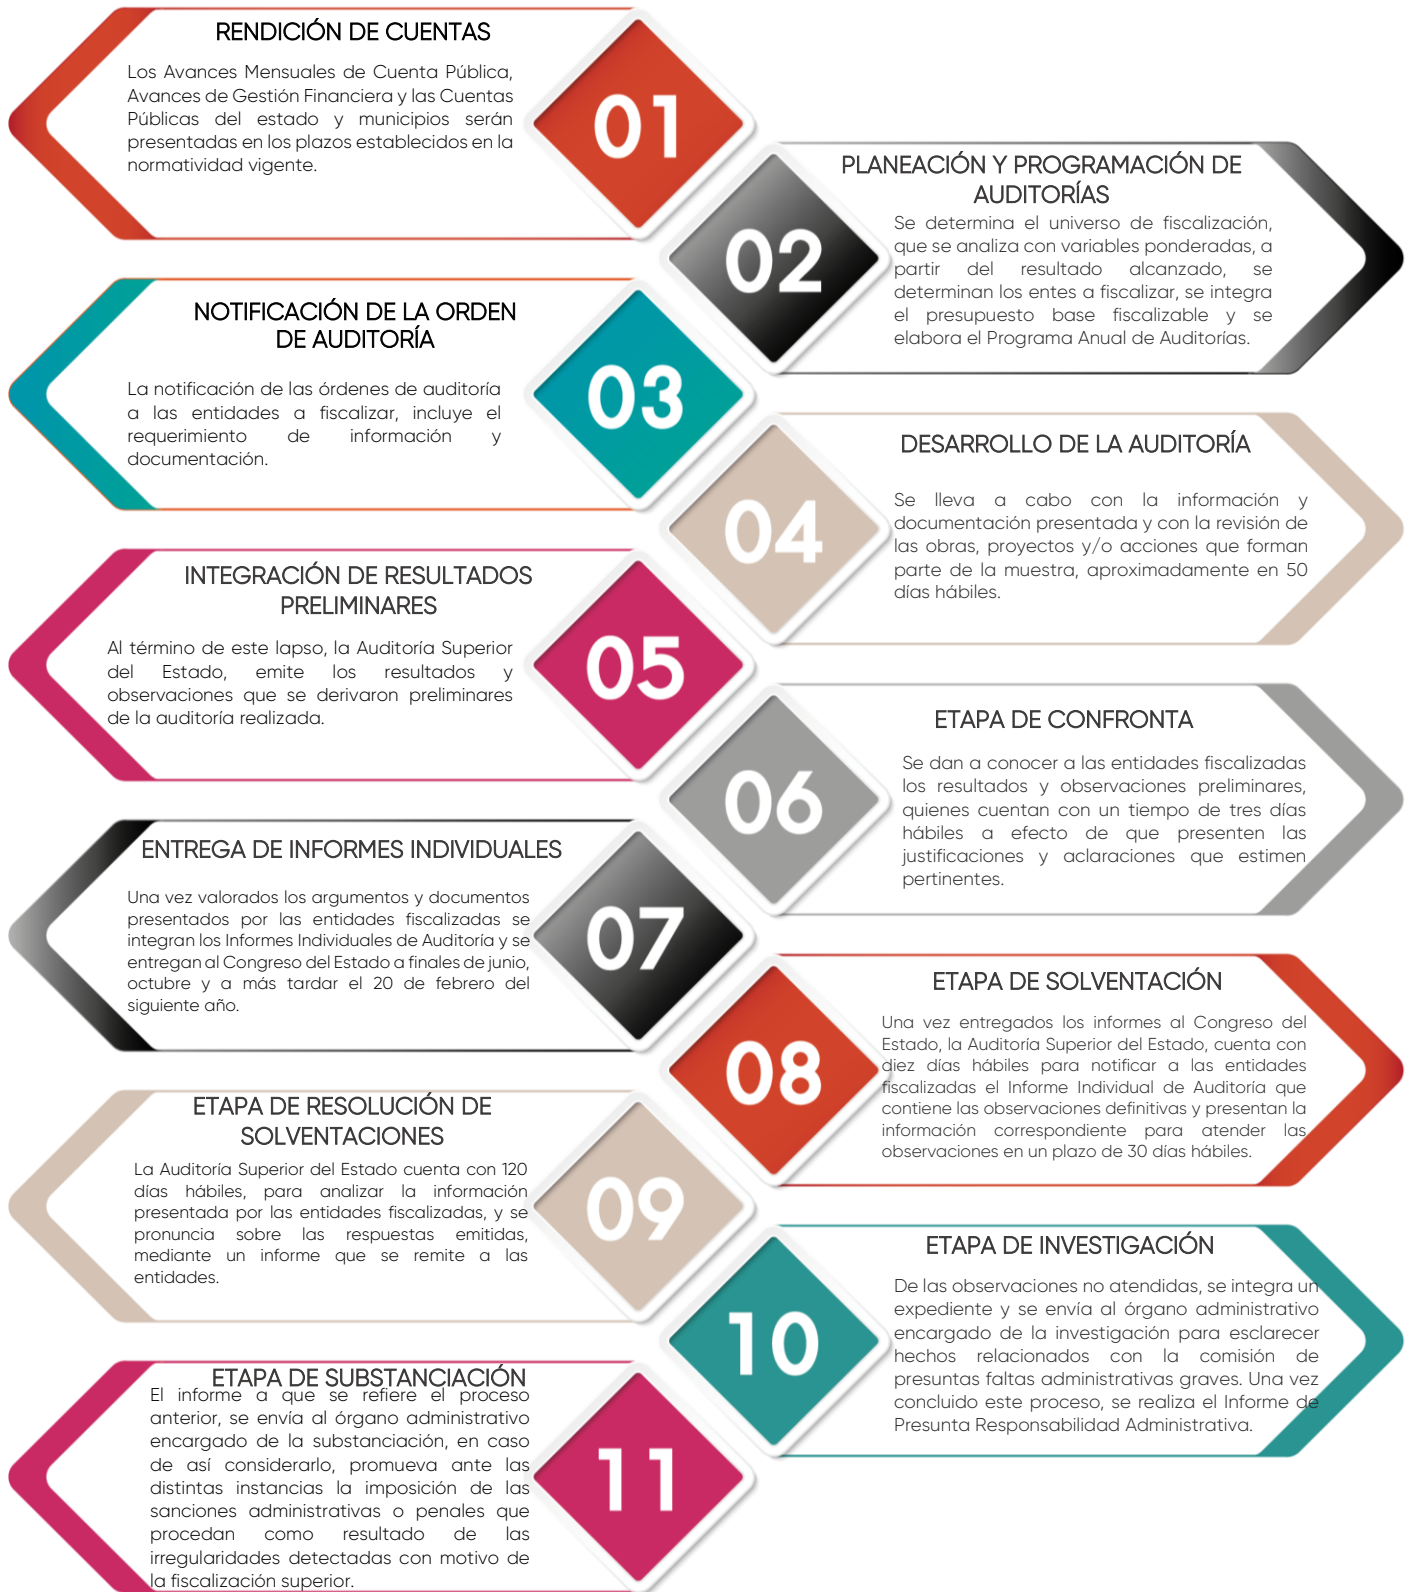 RENDICIÓN DE CUENTAS
Los Avances Mensuales de Cuenta Pública,
Avances de Gestión Financiera y las Cuentas
Públicas del estado y municipios serán
presentadas en los plazos establecidos en la
normatividad vigente.
01
PLANEACIÓN Y PROGRAMACIÓN DE
AUDITORÍAS
Se determina el universo de fiscalización,
que se analiza con variables ponderadas, a
partir del resultado alcanzado, se
determinan los entes a fiscalizar, se integra
el presupuesto base fiscalizable y se
elabora el Programa Anual de Auditorías.
02
NOTIFICACIÓN DE LA ORDEN
DE AUDITORÍA
La notificación de las órdenes de auditoría
a las entidades a fiscalizar, incluye el
requerimiento de información y
documentación.
03
DESARROLLO DE LA AUDITORÍA
Se lleva a cabo con la información y
documentación presentada y con la revisión de
las obras, proyectos y/o acciones que forman
parte de la muestra, aproximadamente en 50
días hábiles.
04
INTEGRACIÓN DE RESULTADOS
PRELIMINARES
Al término de este lapso, la Auditoría Superior
del Estado, emite los resultados y
observaciones que se derivaron preliminares
de la auditoría realizada.
05
ETAPA DE CONFRONTA
Se dan a conocer a las entidades fiscalizadas
los resultados y observaciones preliminares,
quienes cuentan con un tiempo de tres días
hábiles a efecto de que presenten las
justificaciones y aclaraciones que estimen
pertinentes.
06
ENTREGA DE INFORMES INDIVIDUALES
Una vez valorados los argumentos y documentos
presentados por las entidades fiscalizadas se
integran los Informes Individuales de Auditoría y se
entregan al Congreso del Estado a finales de junio,
octubre y a más tardar el 20 de febrero del
siguiente año.
07
ETAPA DE SOLVENTACIÓN
Una vez entregados los informes al Congreso del
Estado, la Auditoría Superior del Estado, cuenta con
diez días hábiles para notificar a las entidades
fiscalizadas el Informe Individual de Auditoría que
contiene las observaciones definitivas y presentan la
información correspondiente para atender las
observaciones en un plazo de 30 días hábiles.
08
ETAPA DE RESOLUCIÓN DE
SOLVENTACIONES
La Auditoría Superior del Estado cuenta con 120
días hábiles, para analizar la información
presentada por las entidades fiscalizadas, y se
pronuncia sobre las respuestas emitidas,
mediante un informe que se remite a las
entidades.
09
ETAPA DE INVESTIGACIÓN
De las observaciones no atendidas, se integra un
expediente y se envía al órgano administrativo
encargado de la investigación para esclarecer
hechos relacionados con la comisión de
presuntas faltas administrativas graves. Una vez
concluido este proceso, se realiza el Informe de
Presunta Responsabilidad Administrativa.
10
ETAPA DE SUBSTANCIACIÓN
El informe a que se refiere el proceso
anterior, se envía al órgano administrativo
encargado de la substanciación, en caso
de así considerarlo, promueva ante las
distintas instancias la imposición de las
sanciones administrativas o penales que
procedan como resultado de las
irregularidades detectadas con motivo de
la fiscalización superior.
11